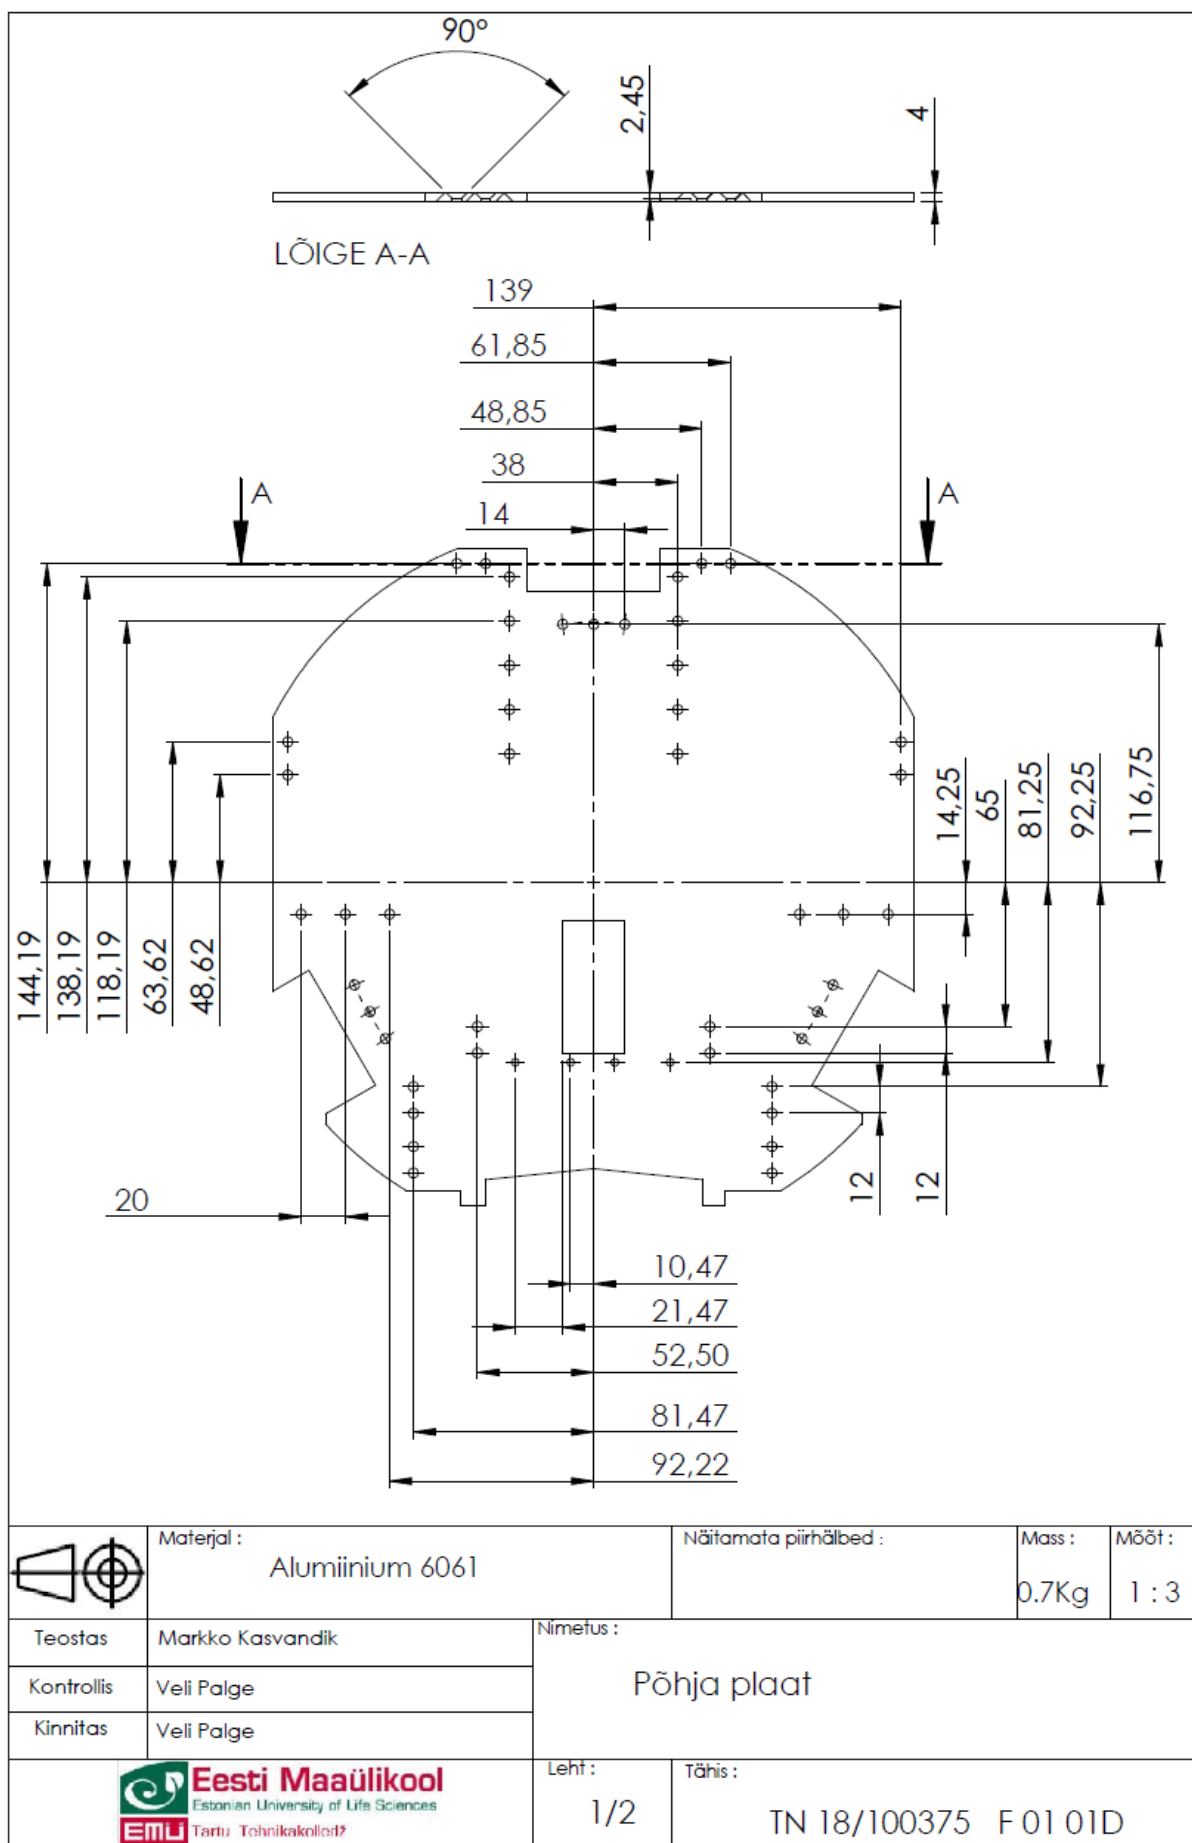 90°
2,45
4
LÕIGE A-A
139
61,85
48,85
38
14
A
A
144,19
138,19
118,19
63,62
48,62
14,25
65
81,25
92,25
116,75
20
12
12
10,47
21,47
52,50
81,47
92,22
Materjal :
Alumiinium 6061
Näitamata piirhälbed :
Mass :
0.7Kg
Mõõt :
1 : 3
Teostas
Markko Kasvandik
Kontrollis
Veli Palge
Kinnitas
Veli Palge
Nimetus :
Põhja plaat
Eesti Maaülikool
Estonian University of Life Sciences
EMÜ Tartu Tehnikakolledž
Leht :
1/2
Tähis :
TN 18/100375 F 01 01D